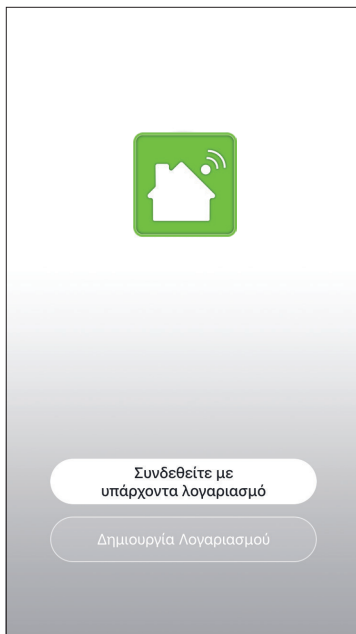 Συνδεθείτε με
υπάρχοντα λογαριασμό
Δημιουργία Λογαριασμού